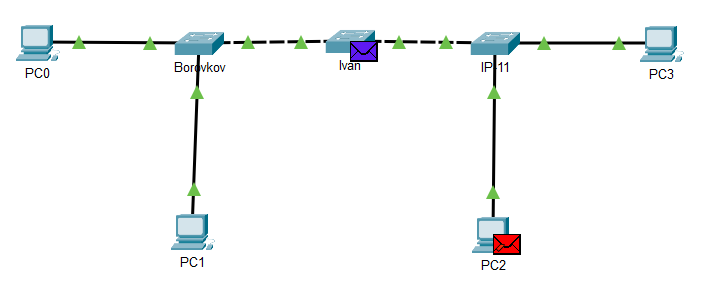 PC0
Borovkov
Ivan
IP-11
PC3
PC1
PC2